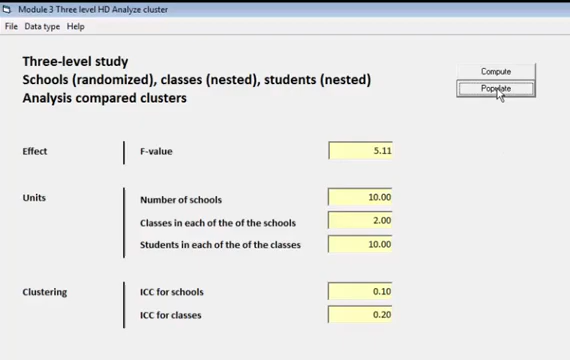 Module 3 Three level HD Analyze cluster
File Data type Help
Three-level study
Schools (randomized), classes (nested), students (nested)
Analysis compared clusters
Compute
Populate
Effect F-value 5.11
Units Number of schools 10.00
Classes in each of the of the schools 2.00
Students in each of the of the classes 10.00
Clustering ICC for schools 0.10
ICC for classes 0.20